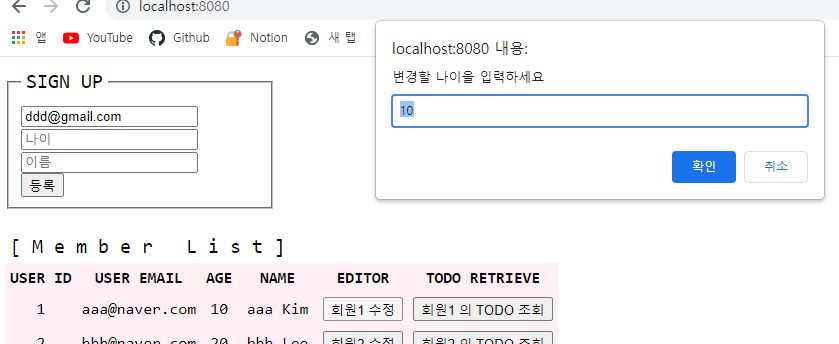 localhost:8080
앱 YouTube Github Notion 새 탭
localhost:8080 내용:
변경할 나이을 입력하세요
10
확인 취소
SIGN UP
ddd@gmail.com
나이
이름
등록
[ M e m b e r   L i s t ]
USER ID USER EMAIL AGE NAME EDITOR TODO RETRIEVE
1 aaa@naver.com 10 aaa Kim 회원1 수정 회원1 의 TODO 조회
2 bbb@naver.com 20 bbb Lee 회원2 수정 회원2 의 TODO 조회